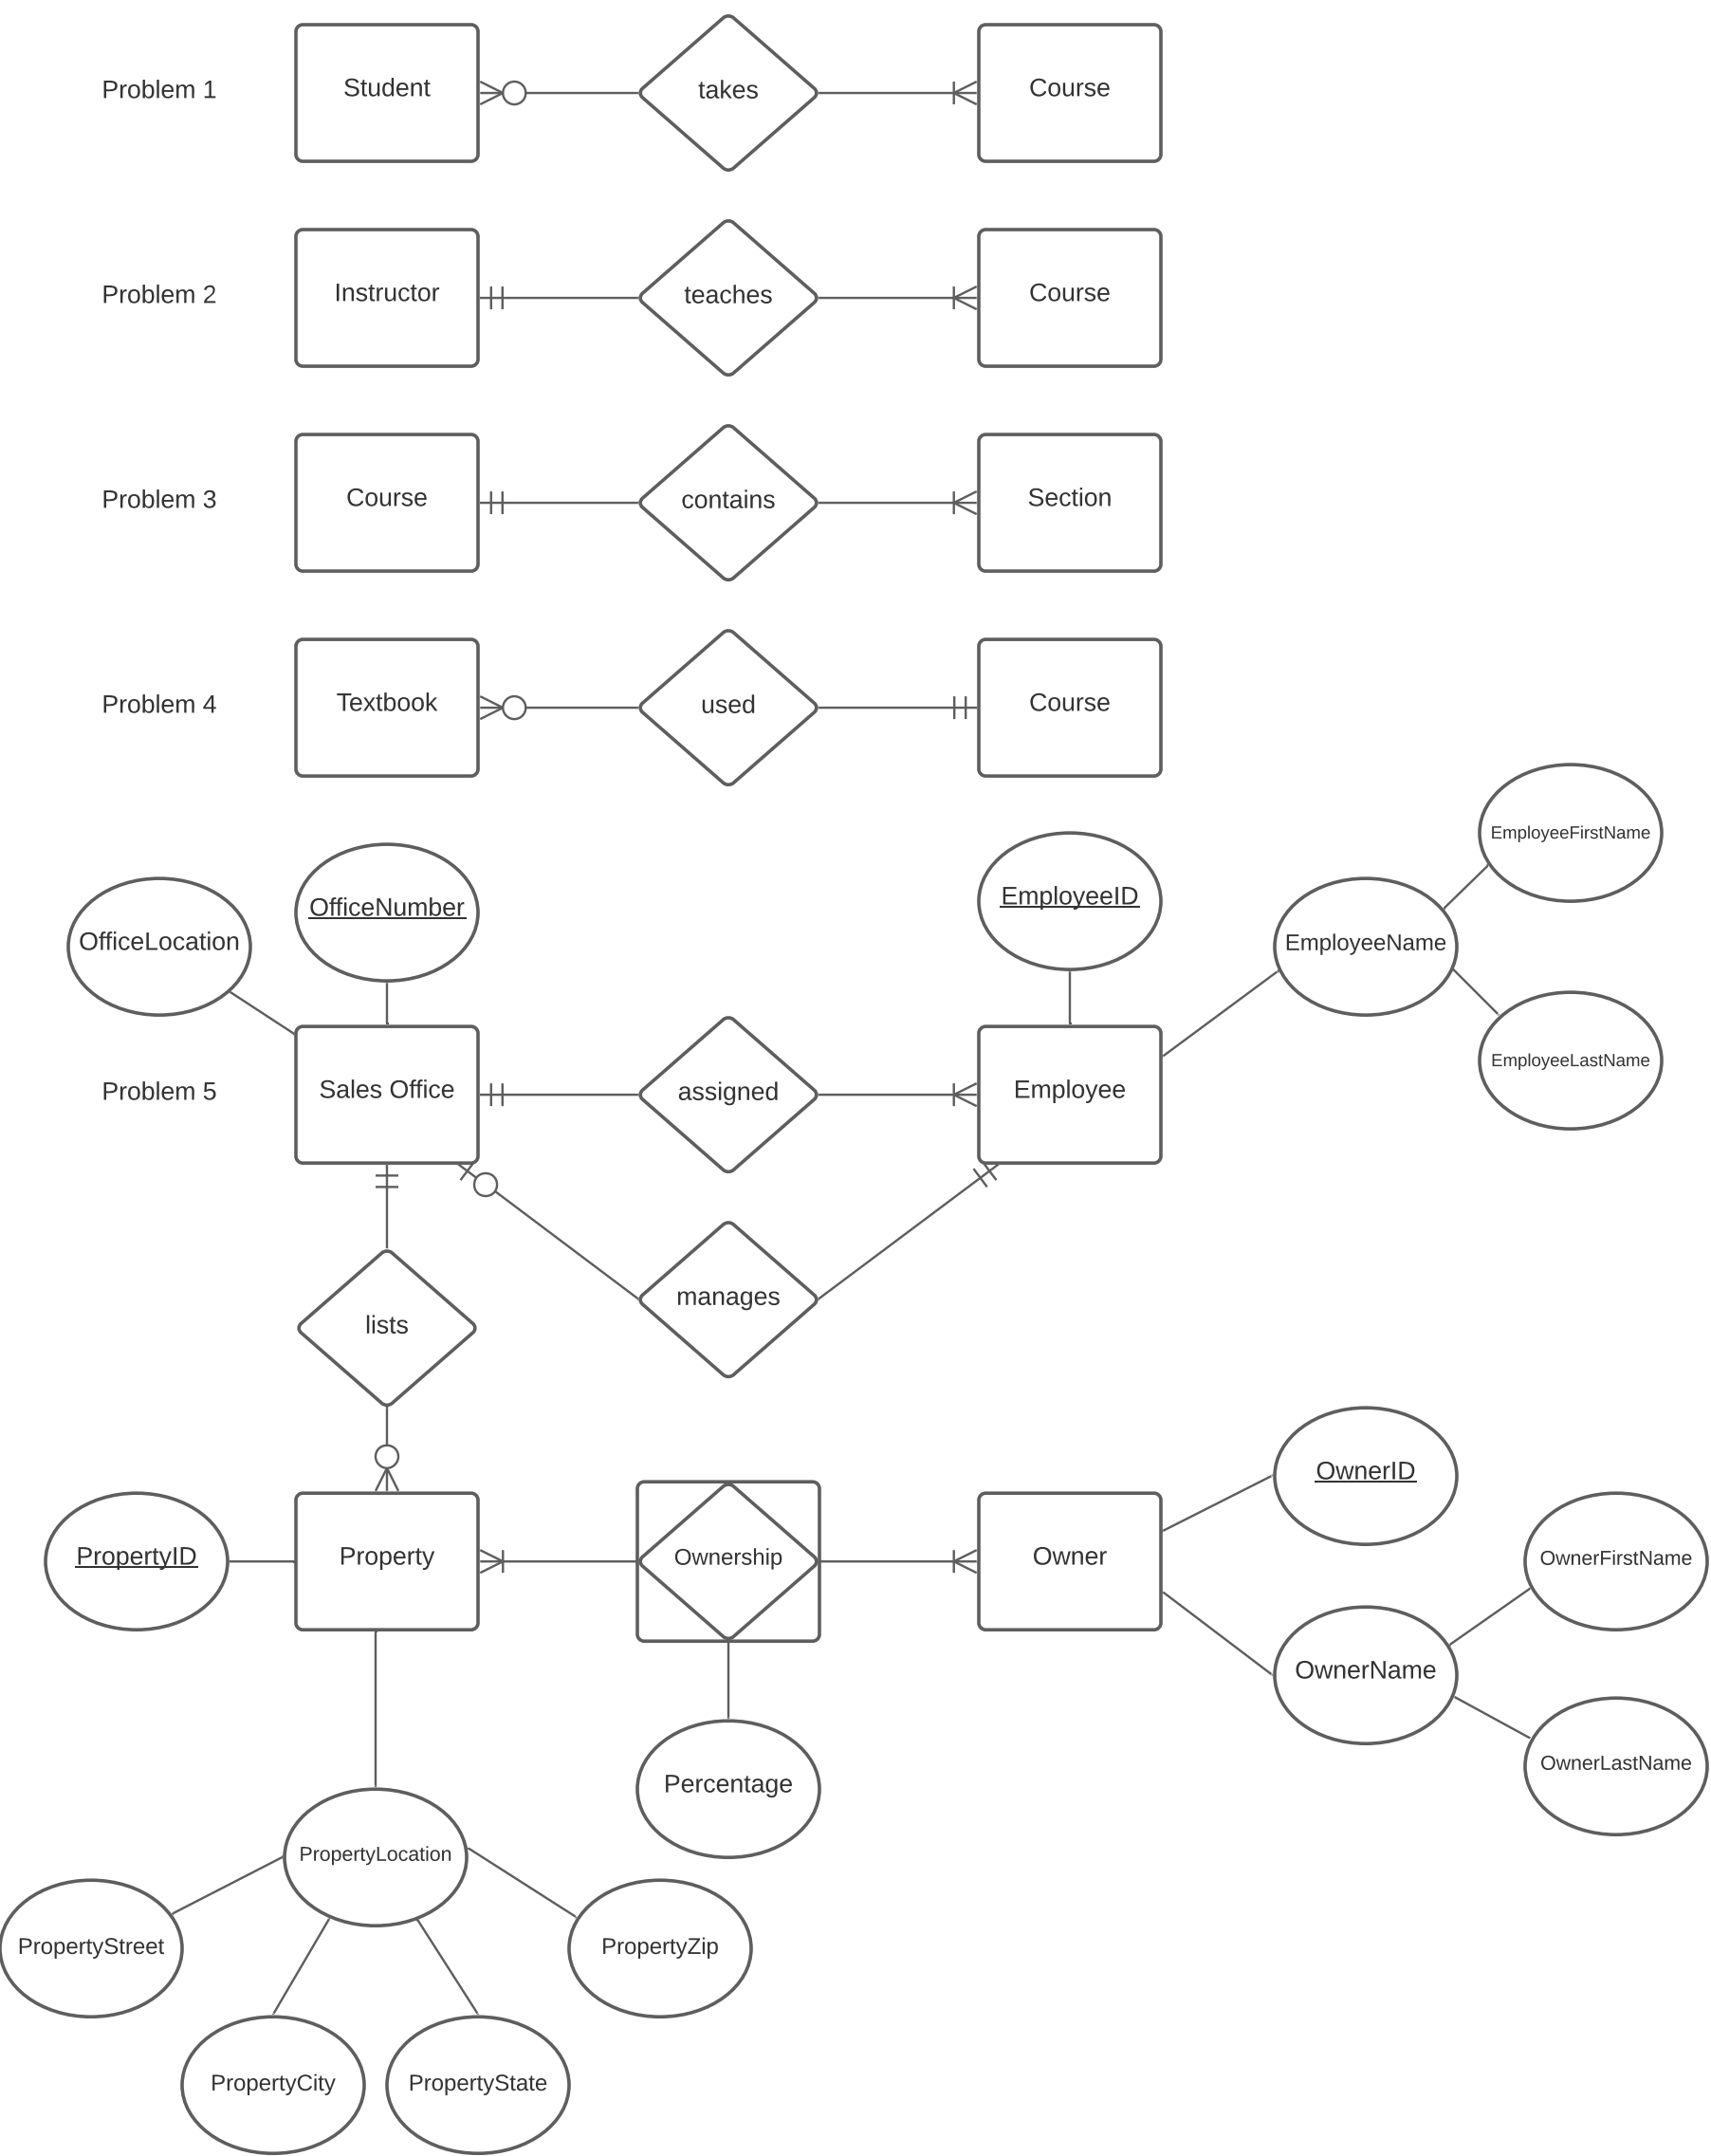 Problem 1
Student
takes
Course
Problem 2
Instructor
teaches
Course
Problem 3
Course
contains
Section
Problem 4
Textbook
used
Course
EmployeeFirstName
OfficeNumber
EmployeeID
OfficeLocation
EmployeeName
EmployeeLastName
Problem 5
Sales Office
assigned
Employee
manages
lists
OwnerID
PropertyID
Property
Ownership
Owner
OwnerFirstName
OwnerName
OwnerLastName
Percentage
PropertyLocation
PropertyStreet
PropertyZip
PropertyCity
PropertyState